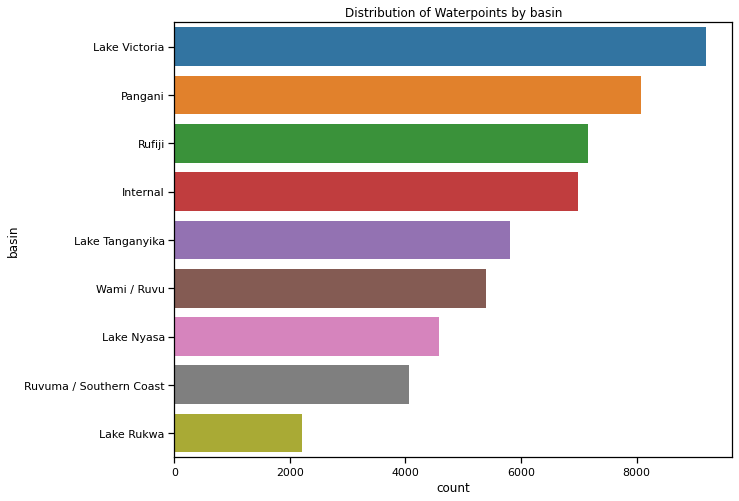 Distribution of Waterpoints by basin
Lake Victoria
Pangani
Rufiji
Internal
Lake Tanganyika
Wami / Ruvu
Lake Nyasa
Ruvuma / Southern Coast
Lake Rukwa
basin
0 2000 4000 6000 8000
count